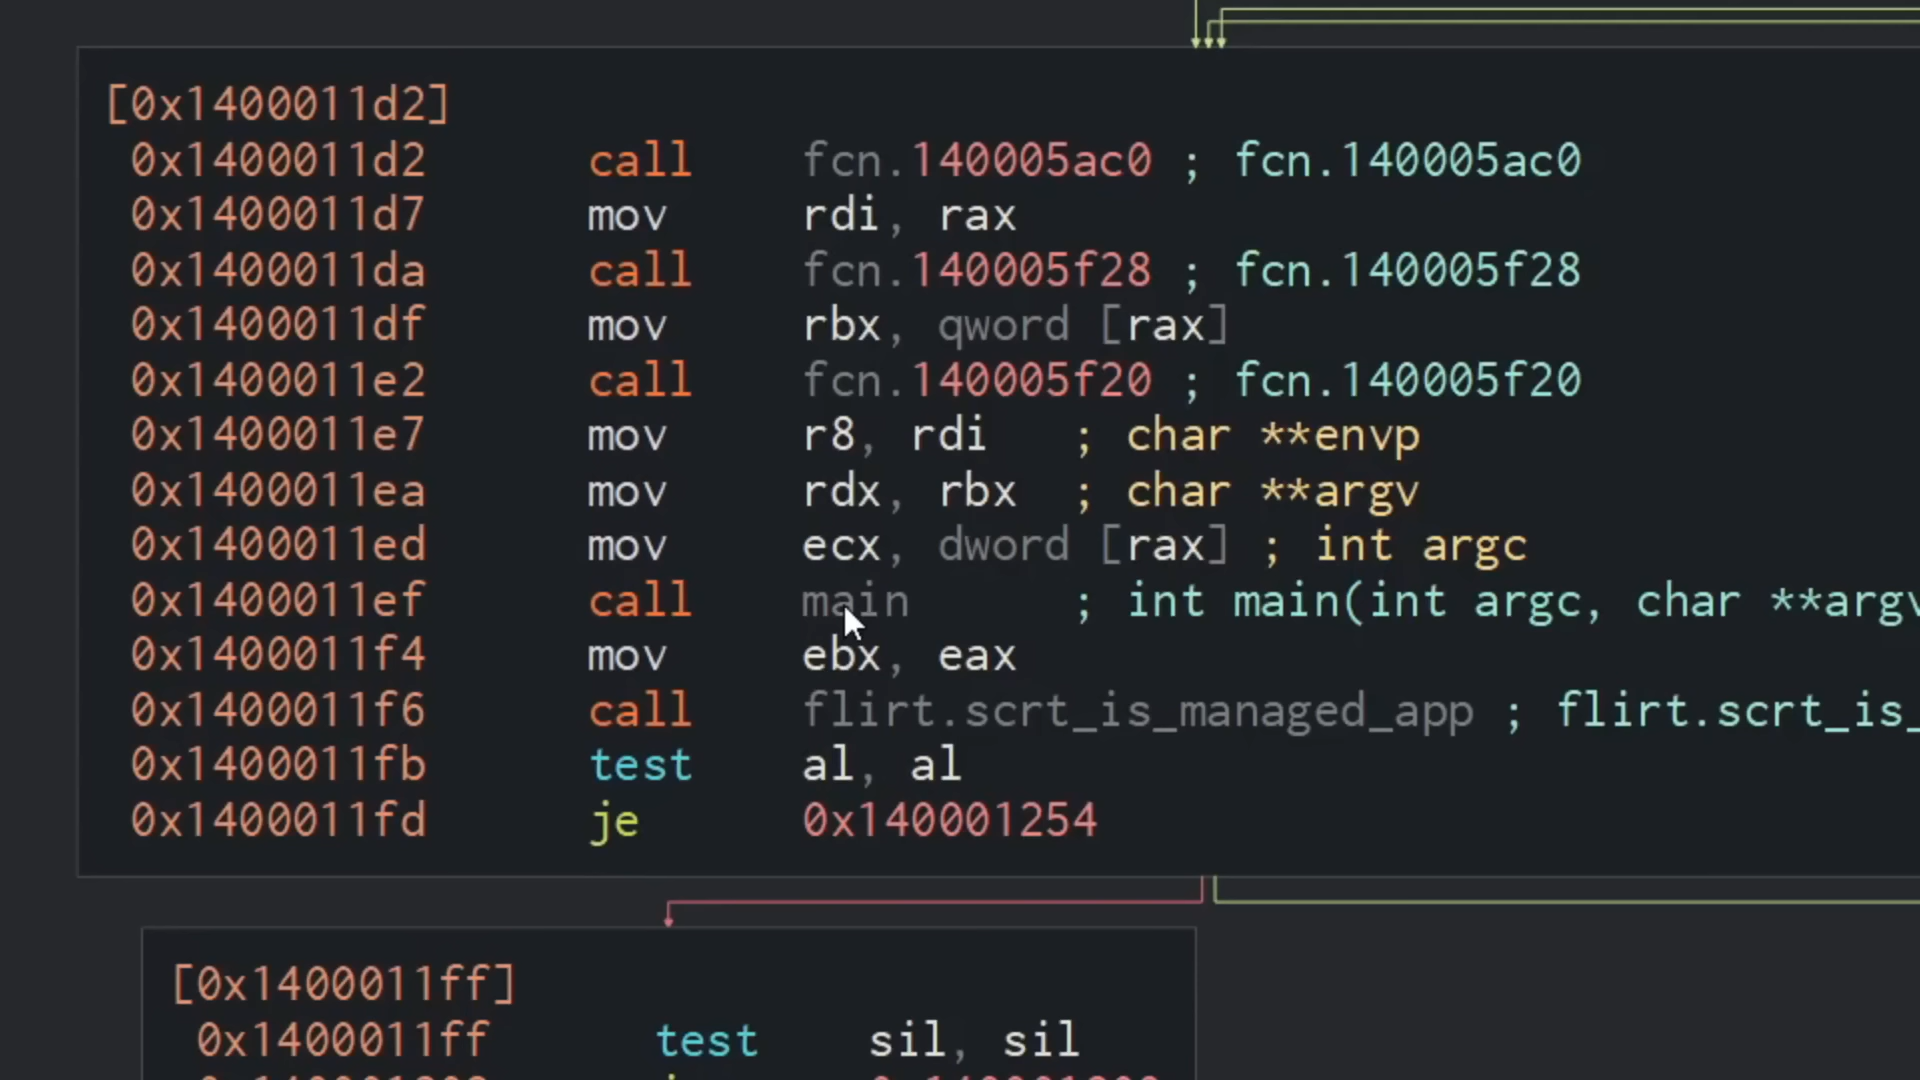 [0x1400011d2]
0x1400011d2 call fcn.140005ac0 ; fcn.140005ac0
0x1400011d7 mov rdi, rax
0x1400011da call fcn.140005f28 ; fcn.140005f28
0x1400011df mov rbx, qword [rax]
0x1400011e2 call fcn.140005f20 ; fcn.140005f20
0x1400011e7 mov r8, rdi ; char **envp
0x1400011ea mov rdx, rbx ; char **argv
0x1400011ed mov ecx, dword [rax] ; int argc
0x1400011ef call main ; int main(int argc, char **argv
0x1400011f4 mov ebx, eax
0x1400011f6 call flirt.scrt_is_managed_app ; flirt.scrt_is_
0x1400011fb test al, al
0x1400011fd je 0x140001254
[0x1400011ff]
0x1400011ff test sil, sil